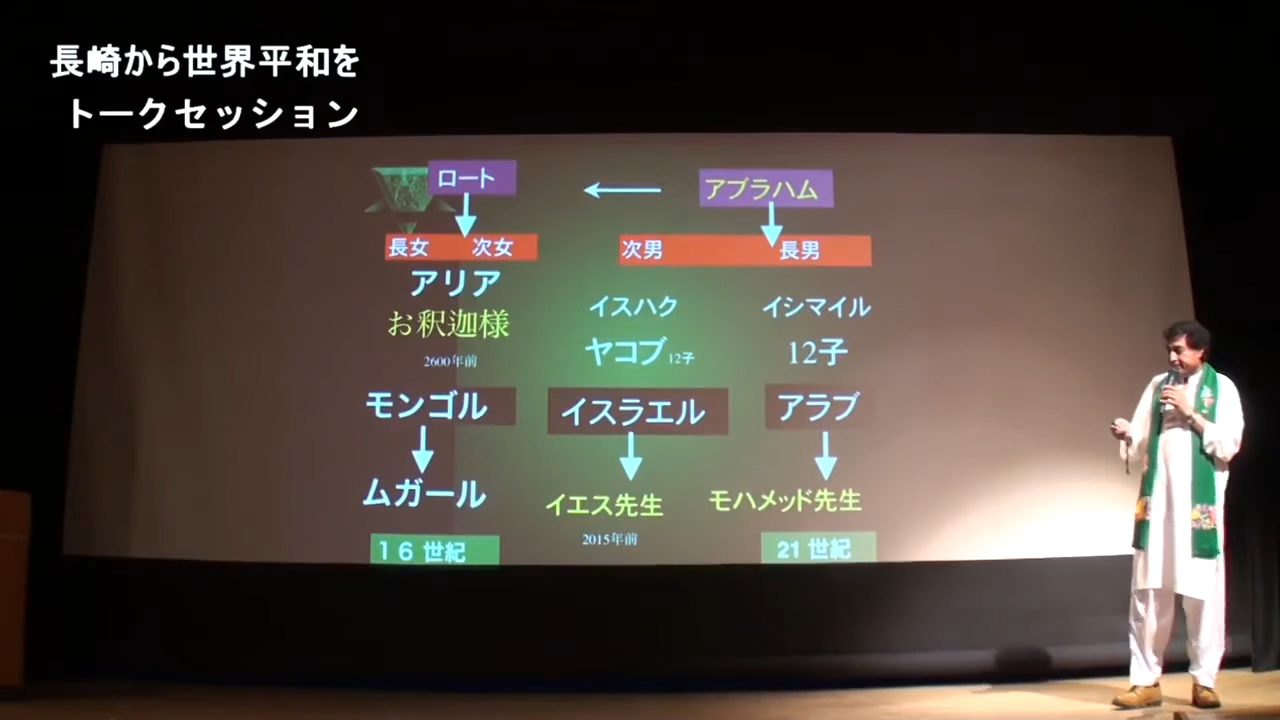 長崎から世界平和を
トークセッション
ロート
アブラハム
長女 次女
次男 長男
アリア
お釈迦様
2600年前
イスハク
イシマイル
ヤコブ 12子
12子
モンゴル
イスラエル
アラブ
ムガール
イエス先生
モハメッド先生
2015年前
16世紀
21世紀